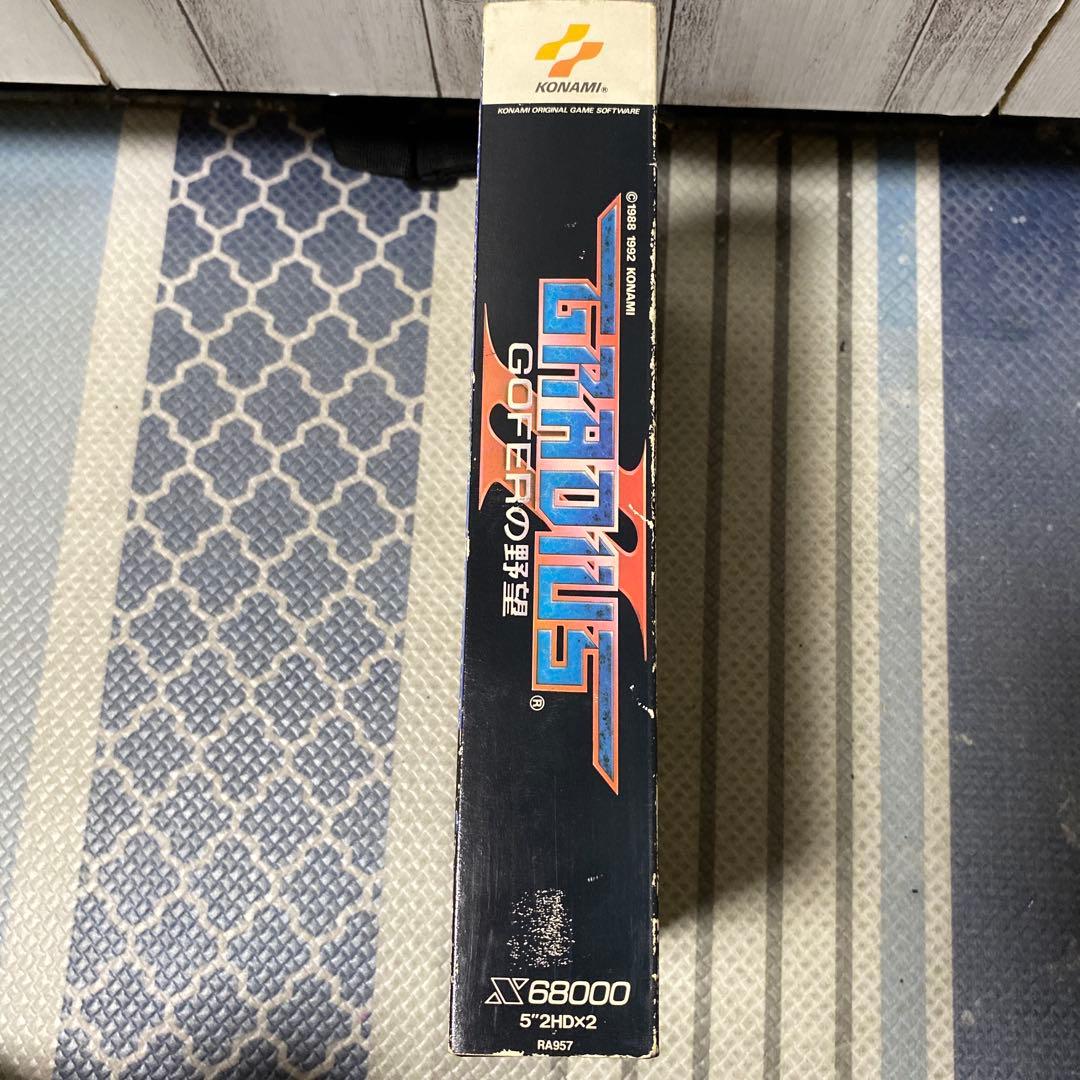 KONAMI®
KONAMI ORIGINAL GAME SOFTWARE
©1988 1992 KONAMI
GRADIUS®
II
GOFERの野望
X68000
5"2HD×2
RA957